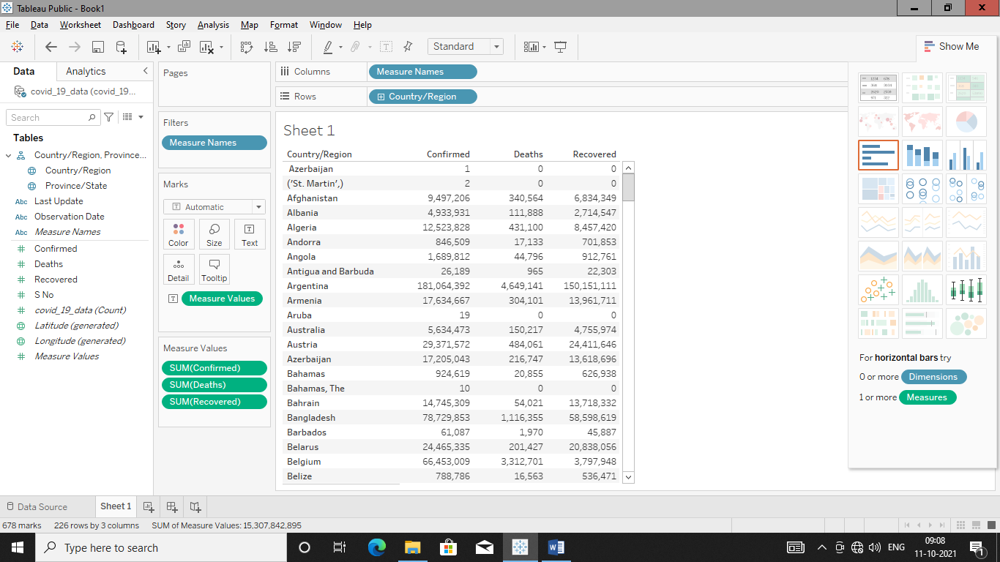 Tableau Public - Book1
File Data Worksheet Dashboard Story Analysis Map Format Window Help
Standard
Show Me
Data Analytics
covid_19_data (covid_19...
Search
Tables
Country/Region, Province...
Country/Region
Province/State
Abc Last Update
Abc Observation Date
Abc Measure Names
Confirmed
Deaths
Recovered
S No
covid_19_data (Count)
Latitude (generated)
Longitude (generated)
Measure Values
Pages
Filters
Measure Names
Marks
Automatic
Color Size Text
Detail Tooltip
Measure Values
Measure Values
SUM(Confirmed)
SUM(Deaths)
SUM(Recovered)
Columns Measure Names
Rows Country/Region
Sheet 1
Country/Region Confirmed Deaths Recovered
Azerbaijan 1 0 0
('St. Martin',) 2 0 0
Afghanistan 9,497,206 340,564 6,834,349
Albania 4,933,931 111,888 2,714,547
Algeria 12,523,828 431,100 8,457,420
Andorra 846,509 17,133 701,853
Angola 1,689,812 44,796 912,761
Antigua and Barbuda 26,189 965 22,303
Argentina 181,064,392 4,649,141 150,151,111
Armenia 17,634,667 304,101 13,961,711
Aruba 19 0 0
Australia 5,634,473 150,217 4,755,974
Austria 29,371,572 484,061 24,411,646
Azerbaijan 17,205,043 216,747 13,618,696
Bahamas 924,619 20,855 626,938
Bahamas, The 10 0 0
Bahrain 14,745,309 54,021 13,718,332
Bangladesh 78,729,853 1,116,355 58,598,619
Barbados 61,087 1,970 45,887
Belarus 24,465,335 201,427 20,838,056
Belgium 66,453,009 3,312,701 3,797,948
Belize 788,786 16,563 536,471
For horizontal bars try
0 or more Dimensions
1 or more Measures
Data Source Sheet 1
678 marks 226 rows by 3 columns SUM of Measure Values: 15,307,842,895
Type here to search
ENG
09:08
11-10-2021
1